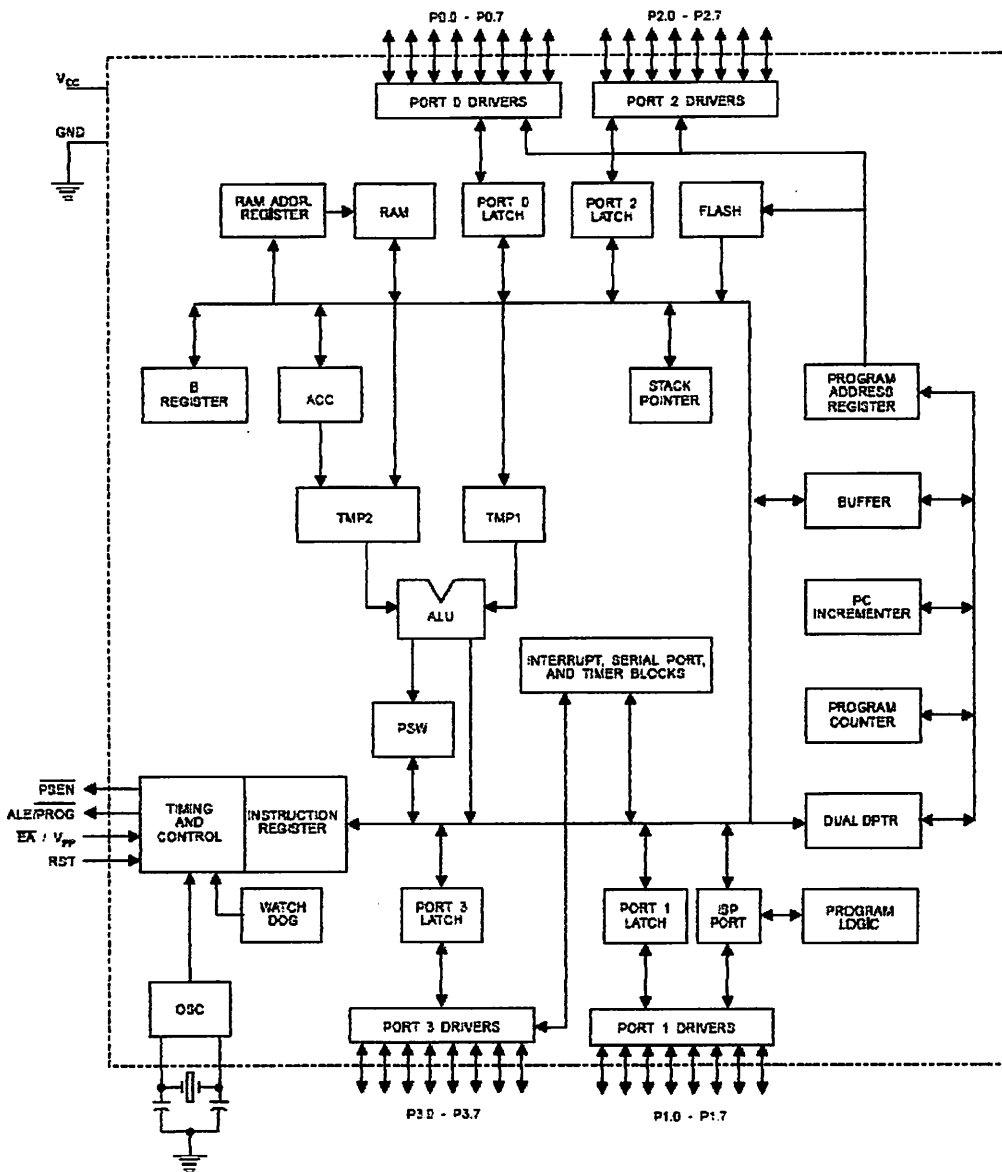 P0.0 - P0.7
P2.0 - P2.7
VCC
PORT 0 DRIVERS
PORT 2 DRIVERS
GND
RAM ADDR.
REGISTER
RAM
PORT 0
LATCH
PORT 2
LATCH
FLASH
B
REGISTER
ACC
STACK
POINTER
PROGRAM
ADDRESS
REGISTER
TMP2
TMP1
BUFFER
ALU
PC
INCREMENTER
INTERRUPT, SERIAL PORT,
AND TIMER BLOCKS
PSW
PROGRAM
COUNTER
PSEN
ALE/PROG
EA / VPP
RST
TIMING
AND
CONTROL
INSTRUCTION
REGISTER
DUAL DPTR
WATCH
DOG
PORT 3
LATCH
PORT 1
LATCH
ISP
PORT
PROGRAM
LOGIC
OSC
PORT 3 DRIVERS
PORT 1 DRIVERS
P3.0 - P3.7
P1.0 - P1.7